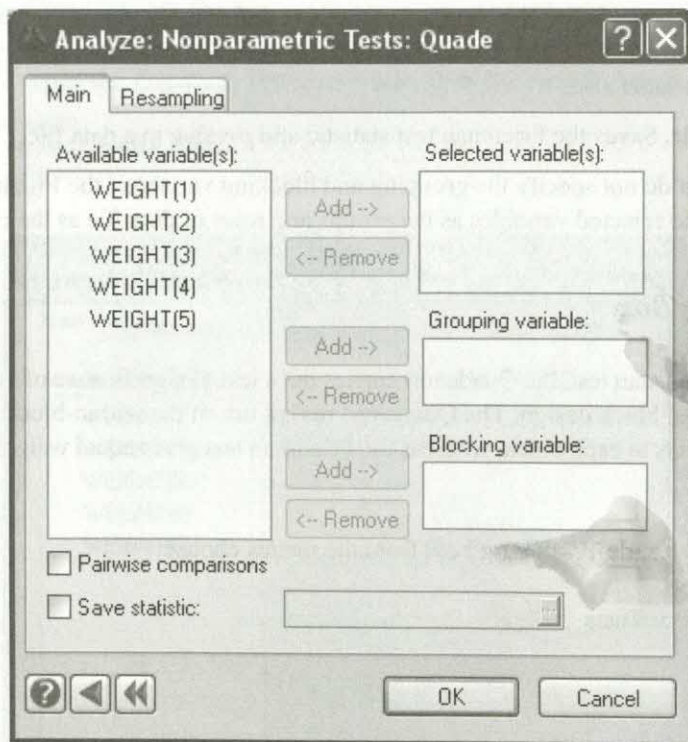 Analyze: Nonparametric Tests: Quade
Main Resampling
Available variable(s):
WEIGHT(1)
WEIGHT(2)
WEIGHT(3)
WEIGHT(4)
WEIGHT(5)
Add -->
<-- Remove
Selected variable(s):
Add -->
Grouping variable:
Add -->
<-- Remove
Blocking variable:
Pairwise comparisons
Save statistic:
OK
Cancel